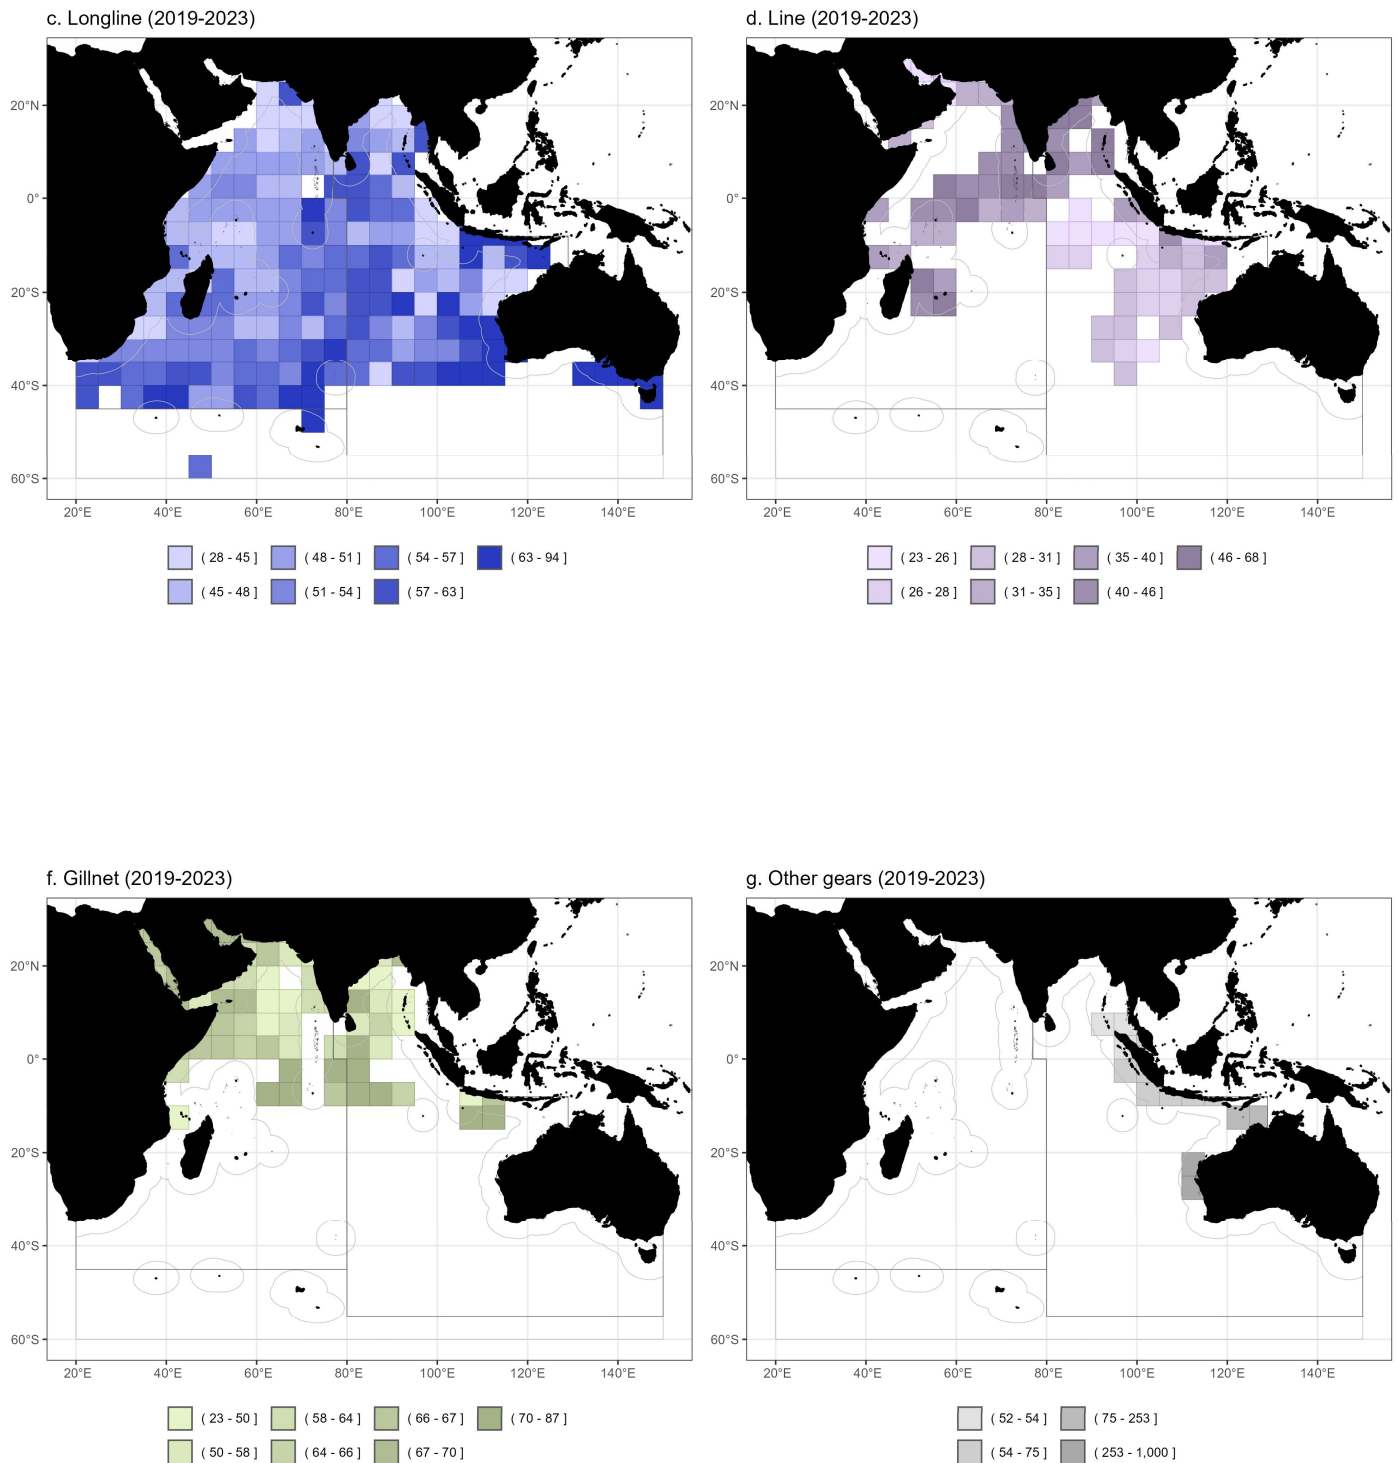 c. Longline (2019-2023)
d. Line (2019-2023)
20°N
0°
20°S
40°S
60°S
20°E 40°E 60°E 80°E 100°E 120°E 140°E
20°N
0°
20°S
40°S
60°S
20°E 40°E 60°E 80°E 100°E 120°E 140°E
( 28 - 45 ] ( 48 - 51 ] ( 54 - 57 ] ( 63 - 94 ]
( 45 - 48 ] ( 51 - 54 ] ( 57 - 63 ]
( 23 - 26 ] ( 28 - 31 ] ( 35 - 40 ] ( 46 - 68 ]
( 26 - 28 ] ( 31 - 35 ] ( 40 - 46 ]
f. Gillnet (2019-2023)
g. Other gears (2019-2023)
20°N
0°
20°S
40°S
60°S
20°E 40°E 60°E 80°E 100°E 120°E 140°E
20°N
0°
20°S
40°S
60°S
20°E 40°E 60°E 80°E 100°E 120°E 140°E
( 23 - 50 ] ( 58 - 64 ] ( 66 - 67 ] ( 70 - 87 ]
( 50 - 58 ] ( 64 - 66 ] ( 67 - 70 ]
( 52 - 54 ] ( 75 - 253 ]
( 54 - 75 ] ( 253 - 1,000 ]